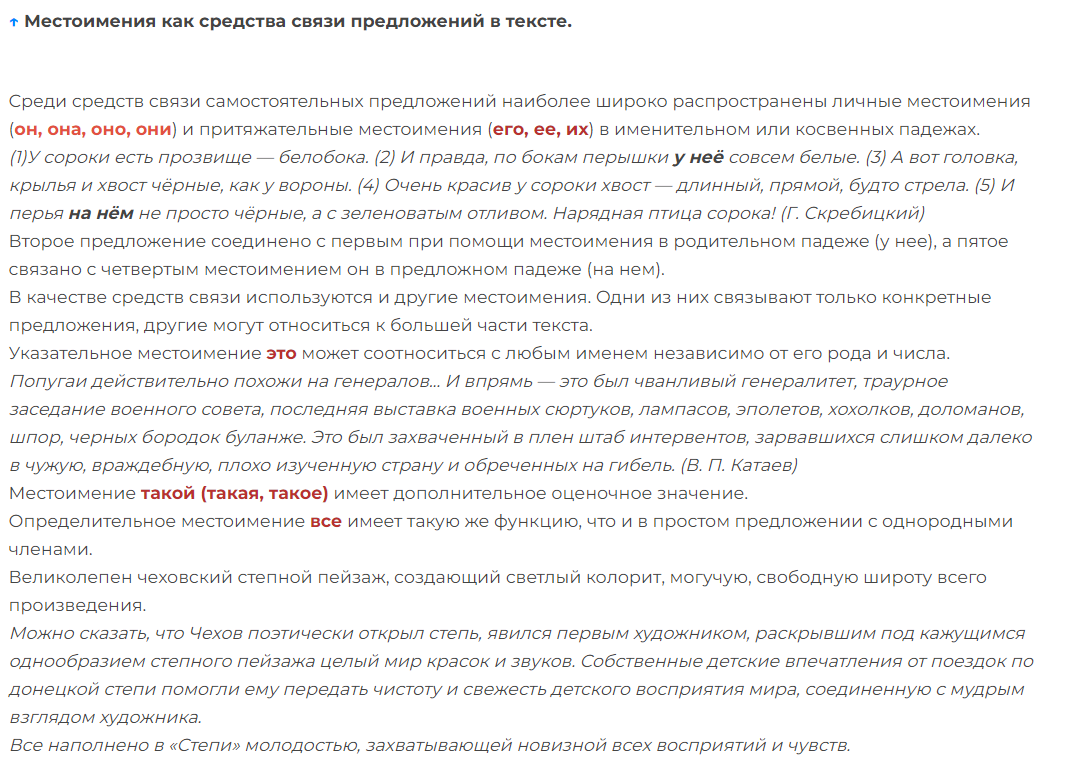 ↑ Местоимения как средства связи предложений в тексте.
Среди средств связи самостоятельных предложений наиболее широко распространены личные местоимения
(он, она, оно, они) и притяжательные местоимения (его, ее, их) в именительном или косвенных падежах.
(1)У сороки есть прозвище — белобока. (2) И правда, по бокам перышки у неё совсем белые. (3) А вот головка,
крылья и хвост чёрные, как у вороны. (4) Очень красив у сороки хвост — длинный, прямой, будто стрела. (5) И
перья на нём не просто чёрные, а с зеленоватым отливом. Нарядная птица сорока! (Г. Скребицкий)
Второе предложение соединено с первым при помощи местоимения в родительном падеже (у нее), а пятое
связано с четвертым местоимением он в предложном падеже (на нем).
В качестве средств связи используются и другие местоимения. Одни из них связывают только конкретные
предложения, другие могут относиться к большей части текста.
Указательное местоимение это может соотноситься с любым именем независимо от его рода и числа.
Попугаи действительно похожи на генералов... И впрямь — это был чванливый генералитет, траурное
заседание военного совета, последняя выставка военных сюртуков, лампасов, эполетов, хохолков, доломанов,
шпор, черных бородок буланже. Это был захваченный в плен штаб интервентов, зарвавшихся слишком далеко
в чужую, враждебную, плохо изученную страну и обреченных на гибель. (В. П. Катаев)
Местоимение такой (такая, такое) имеет дополнительное оценочное значение.
Определительное местоимение все имеет такую же функцию, что и в простом предложении с однородными
членами.
Великолепен чеховский степной пейзаж, создающий светлый колорит, могучую, свободную широту всего
произведения.
Можно сказать, что Чехов поэтически открыл степь, явился первым художником, раскрывшим под кажущимся
однообразием степного пейзажа целый мир красок и звуков. Собственные детские впечатления от поездок по
донецкой степи помогли ему передать чистоту и свежесть детского восприятия мира, соединенную с мудрым
взглядом художника.
Все наполнено в «Степи» молодостью, захватывающей новизной всех восприятий и чувств.